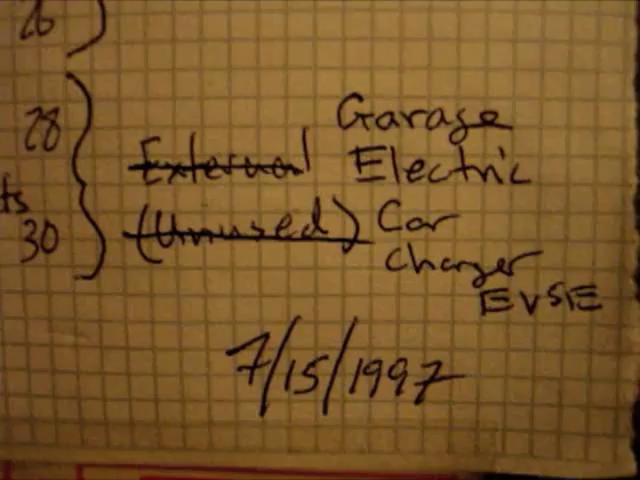 26 )
Garage
28 } External Electric
ts (Unused) Car
30 Charger
EVSE
7/15/1997